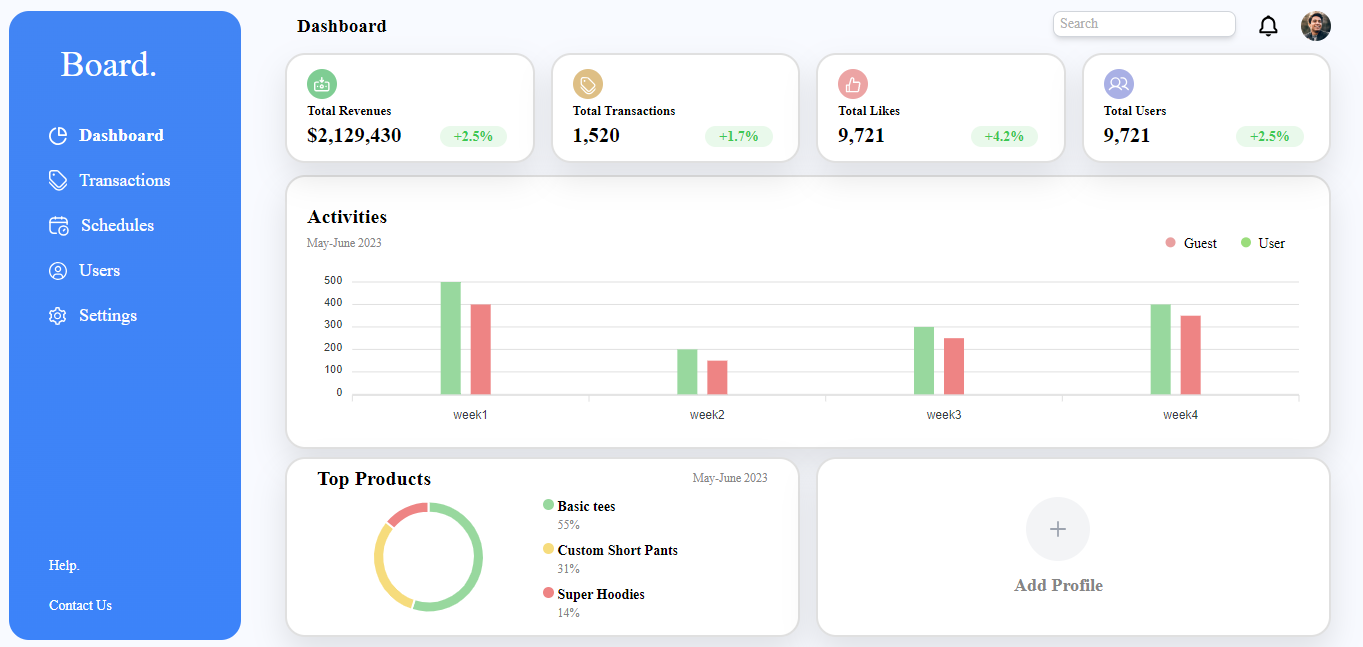 Board.
Dashboard
Transactions
Schedules
Users
Settings
Help.
Contact Us
Dashboard
Search
Total Revenues
$2,129,430
+2.5%
Total Transactions
1,520
+1.7%
Total Likes
9,721
+4.2%
Total Users
9,721
+2.5%
Activities
May-June 2023
Guest
User
500
400
300
200
100
0
week1
week2
week3
week4
Top Products
May-June 2023
Basic tees
55%
Custom Short Pants
31%
Super Hoodies
14%
Add Profile